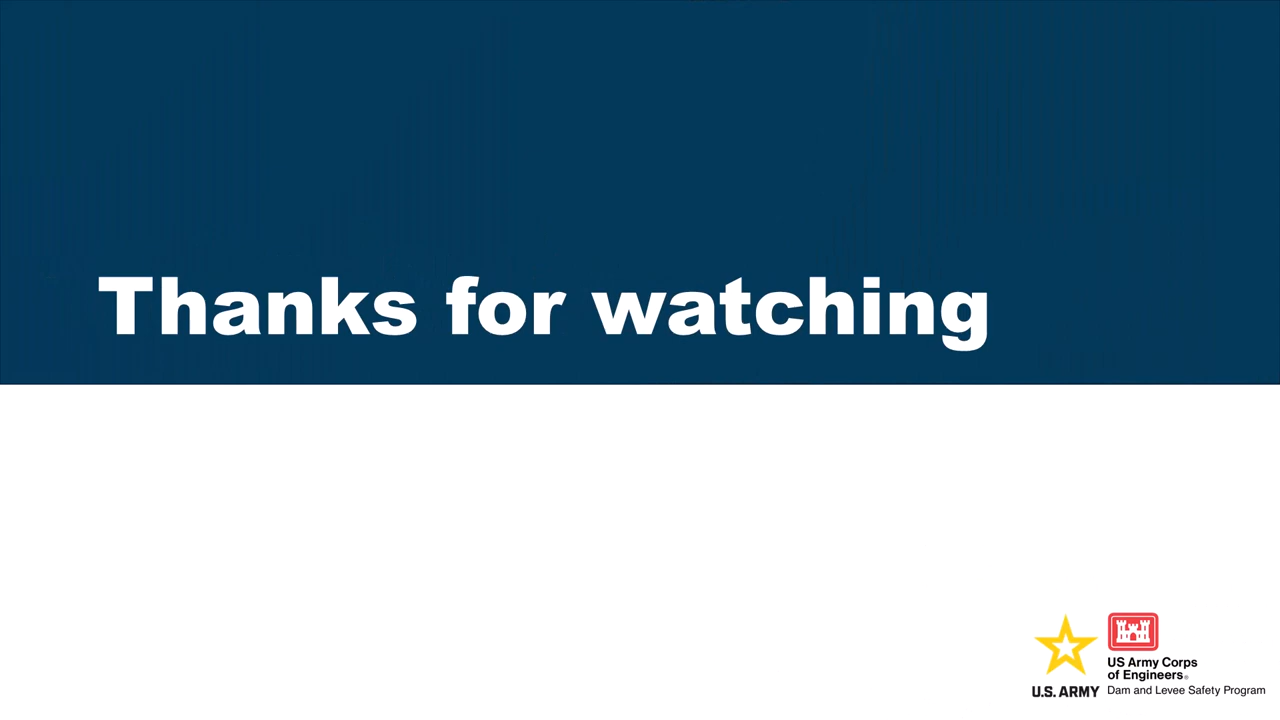 Thanks for watching
U.S. ARMY
US Army Corps
of Engineers®
Dam and Levee Safety Program